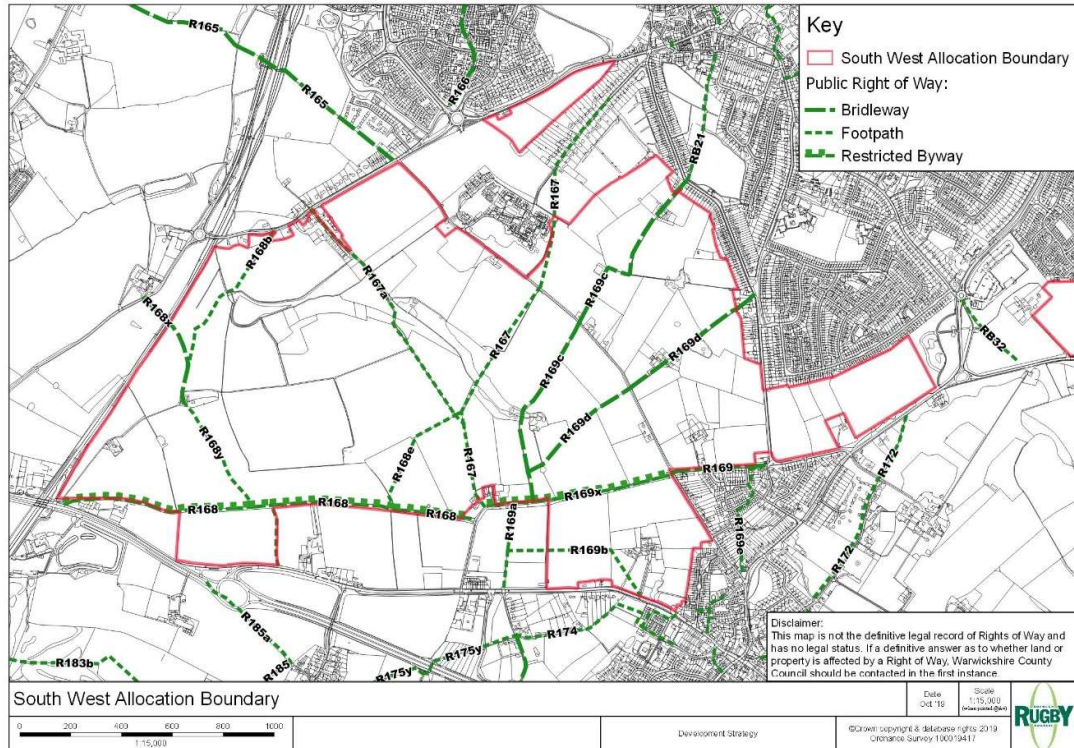 Key
South West Allocation Boundary
Public Right of Way:
Bridleway
Footpath
Restricted Byway
R165
R165
R166
RB21
R167
R168b
R167a
R169c
R168x
R167
R169c
R169d
RB32
R169d
R168y
R168e
R167
R169
R172
R168
R168
R168
R169x
R169a
R169b
R169e
R172
R185a
R174
R175y
R183b
R185
R175y
Disclaimer:
This map is not the definitive legal record of Rights of Way and
has no legal status. If a definitive answer as to whether land or
property is affected by a Right of Way, Warwickshire County
Council should be contacted in the first instance
South West Allocation Boundary
Date
Oct '19
Scale
1:15,000
RUGBY
0 200 400 600 800 1000
1:15,000
Development Strategy
©Crown copyright & database rights 2019
Ordnance Survey 100019417